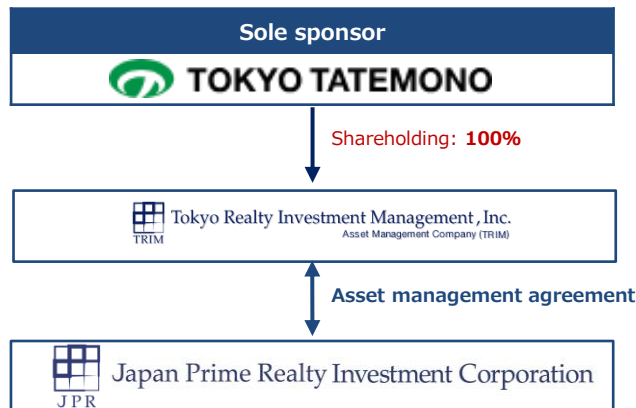 Sole sponsor
TOKYO TATEMONO
Shareholding: 100%
TRIM
Tokyo Realty Investment Management, Inc.
Asset Management Company (TRIM)
Asset management agreement
JPR
Japan Prime Realty Investment Corporation